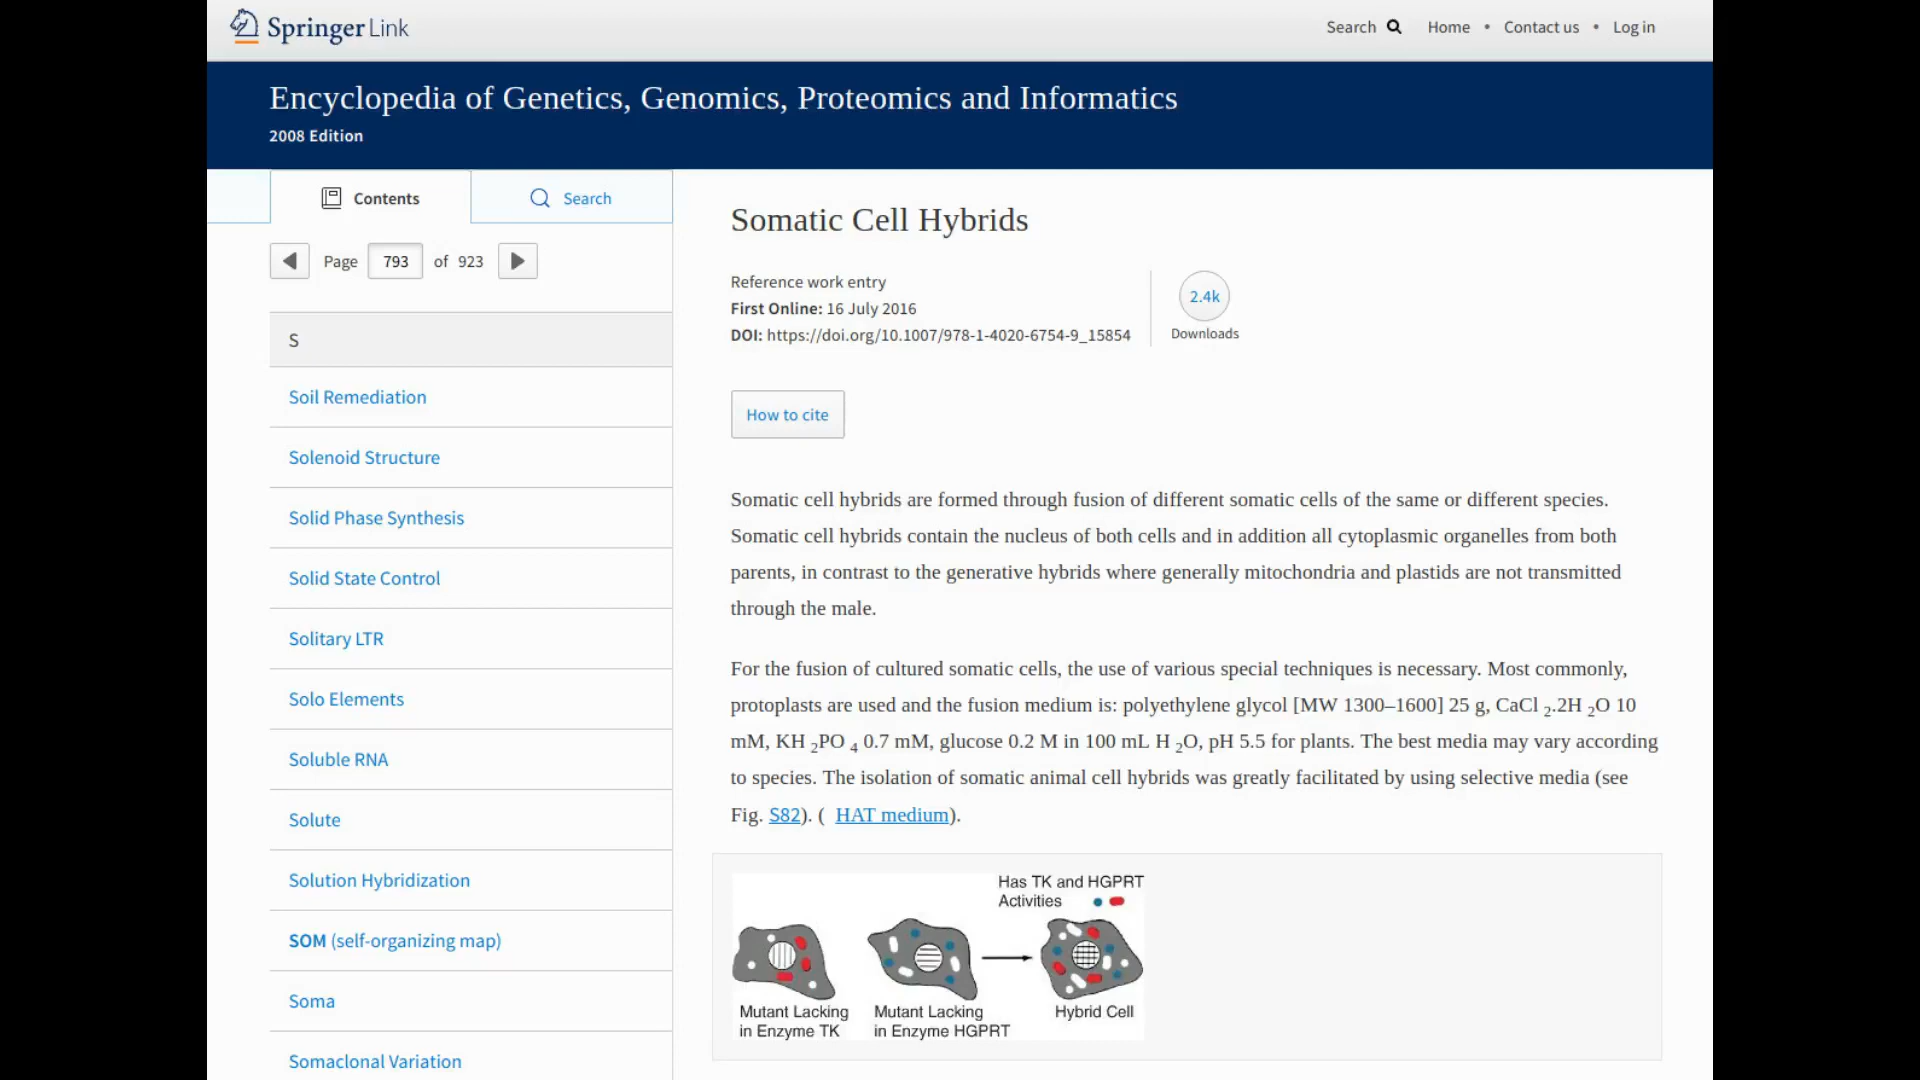 Springer Link
Search Home • Contact us • Log in
Encyclopedia of Genetics, Genomics, Proteomics and Informatics
2008 Edition
Contents
Search
Page 793 of 923
S
Soil Remediation
Solenoid Structure
Solid Phase Synthesis
Solid State Control
Solitary LTR
Solo Elements
Soluble RNA
Solute
Solution Hybridization
SOM (self-organizing map)
Soma
Somaclonal Variation
Somatic Cell Hybrids
Reference work entry
First Online: 16 July 2016
DOI: https://doi.org/10.1007/978-1-4020-6754-9_15854
2.4k
Downloads
How to cite
Somatic cell hybrids are formed through fusion of different somatic cells of the same or different species.
Somatic cell hybrids contain the nucleus of both cells and in addition all cytoplasmic organelles from both
parents, in contrast to the generative hybrids where generally mitochondria and plastids are not transmitted
through the male.
For the fusion of cultured somatic cells, the use of various special techniques is necessary. Most commonly,
protoplasts are used and the fusion medium is: polyethylene glycol [MW 1300–1600] 25 g, CaCl 2.2H 2O 10
mM, KH 2PO 4 0.7 mM, glucose 0.2 M in 100 mL H 2O, pH 5.5 for plants. The best media may vary according
to species. The isolation of somatic animal cell hybrids was greatly facilitated by using selective media (see
Fig. S82). ( HAT medium).
Has TK and HGPRT
Activities
Mutant Lacking
in Enzyme TK
Mutant Lacking
in Enzyme HGPRT
Hybrid Cell